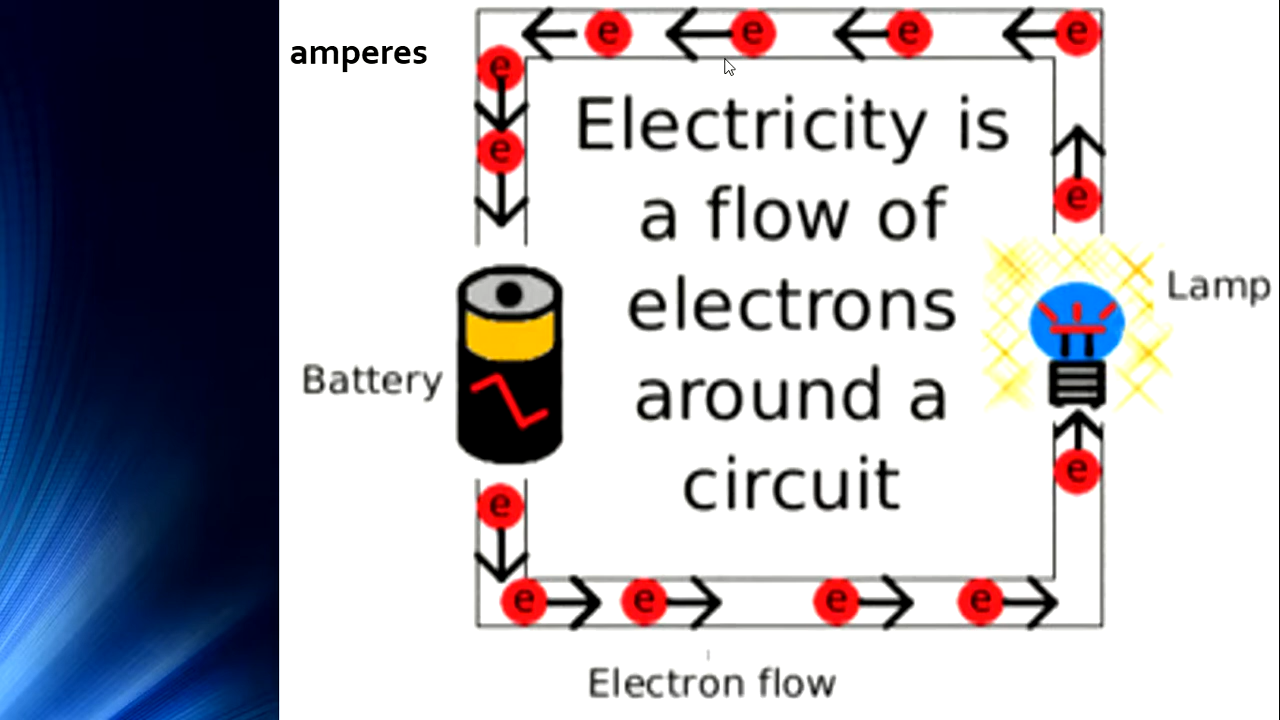 amperes
e e e e
e
e
Electricity is
a flow of
electrons
around a
circuit
e
Lamp
Battery
e
e
e e e e
Electron flow